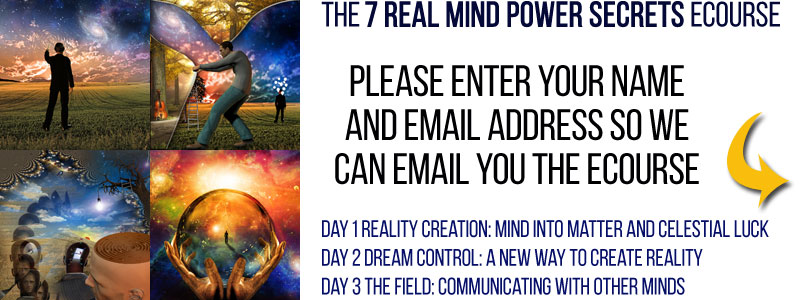 THE 7 REAL MIND POWER SECRETS ECOURSE
PLEASE ENTER YOUR NAME
AND EMAIL ADDRESS SO WE
CAN EMAIL YOU THE ECOURSE
DAY 1 REALITY CREATION: MIND INTO MATTER AND CELESTIAL LUCK
DAY 2 DREAM CONTROL: A NEW WAY TO CREATE REALITY
DAY 3 THE FIELD: COMMUNICATING WITH OTHER MINDS